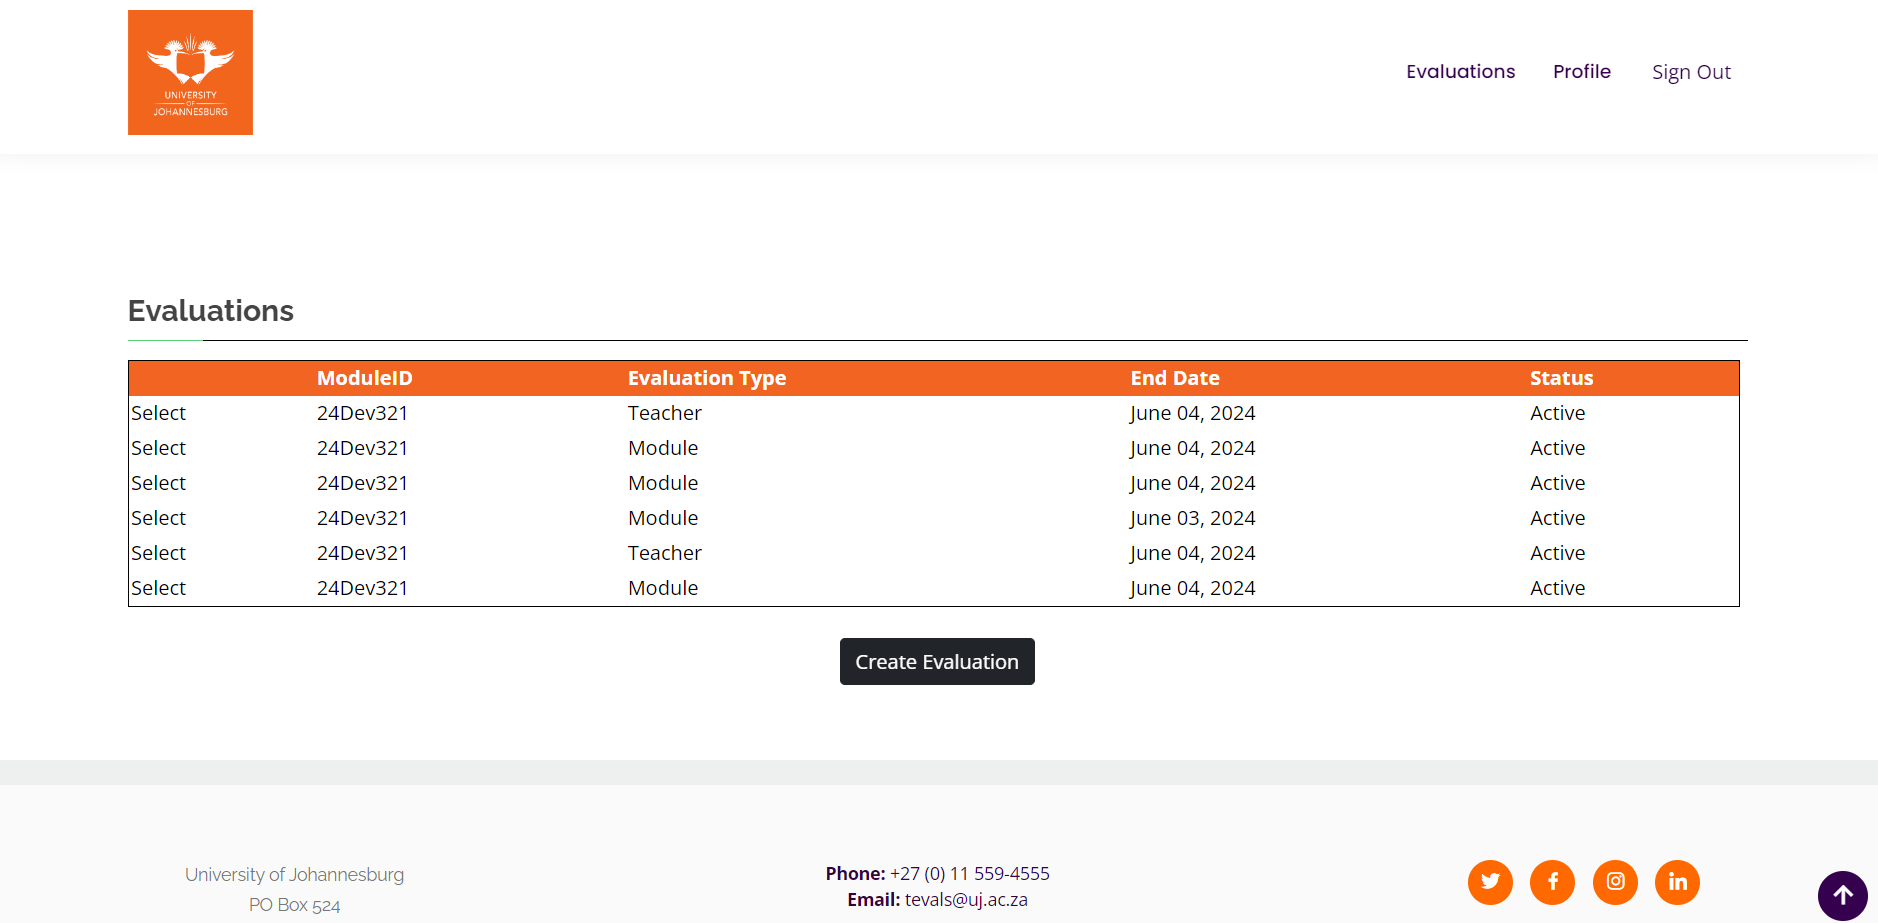 UNIVERSITY
OF
JOHANNESBURG
Evaluations Profile Sign Out
Evaluations
ModuleID Evaluation Type End Date Status
Select 24Dev321 Teacher June 04, 2024 Active
Select 24Dev321 Module June 04, 2024 Active
Select 24Dev321 Module June 04, 2024 Active
Select 24Dev321 Module June 03, 2024 Active
Select 24Dev321 Teacher June 04, 2024 Active
Select 24Dev321 Module June 04, 2024 Active
Create Evaluation
University of Johannesburg
PO Box 524
Phone: +27 (0) 11 559-4555
Email: tevals@uj.ac.za